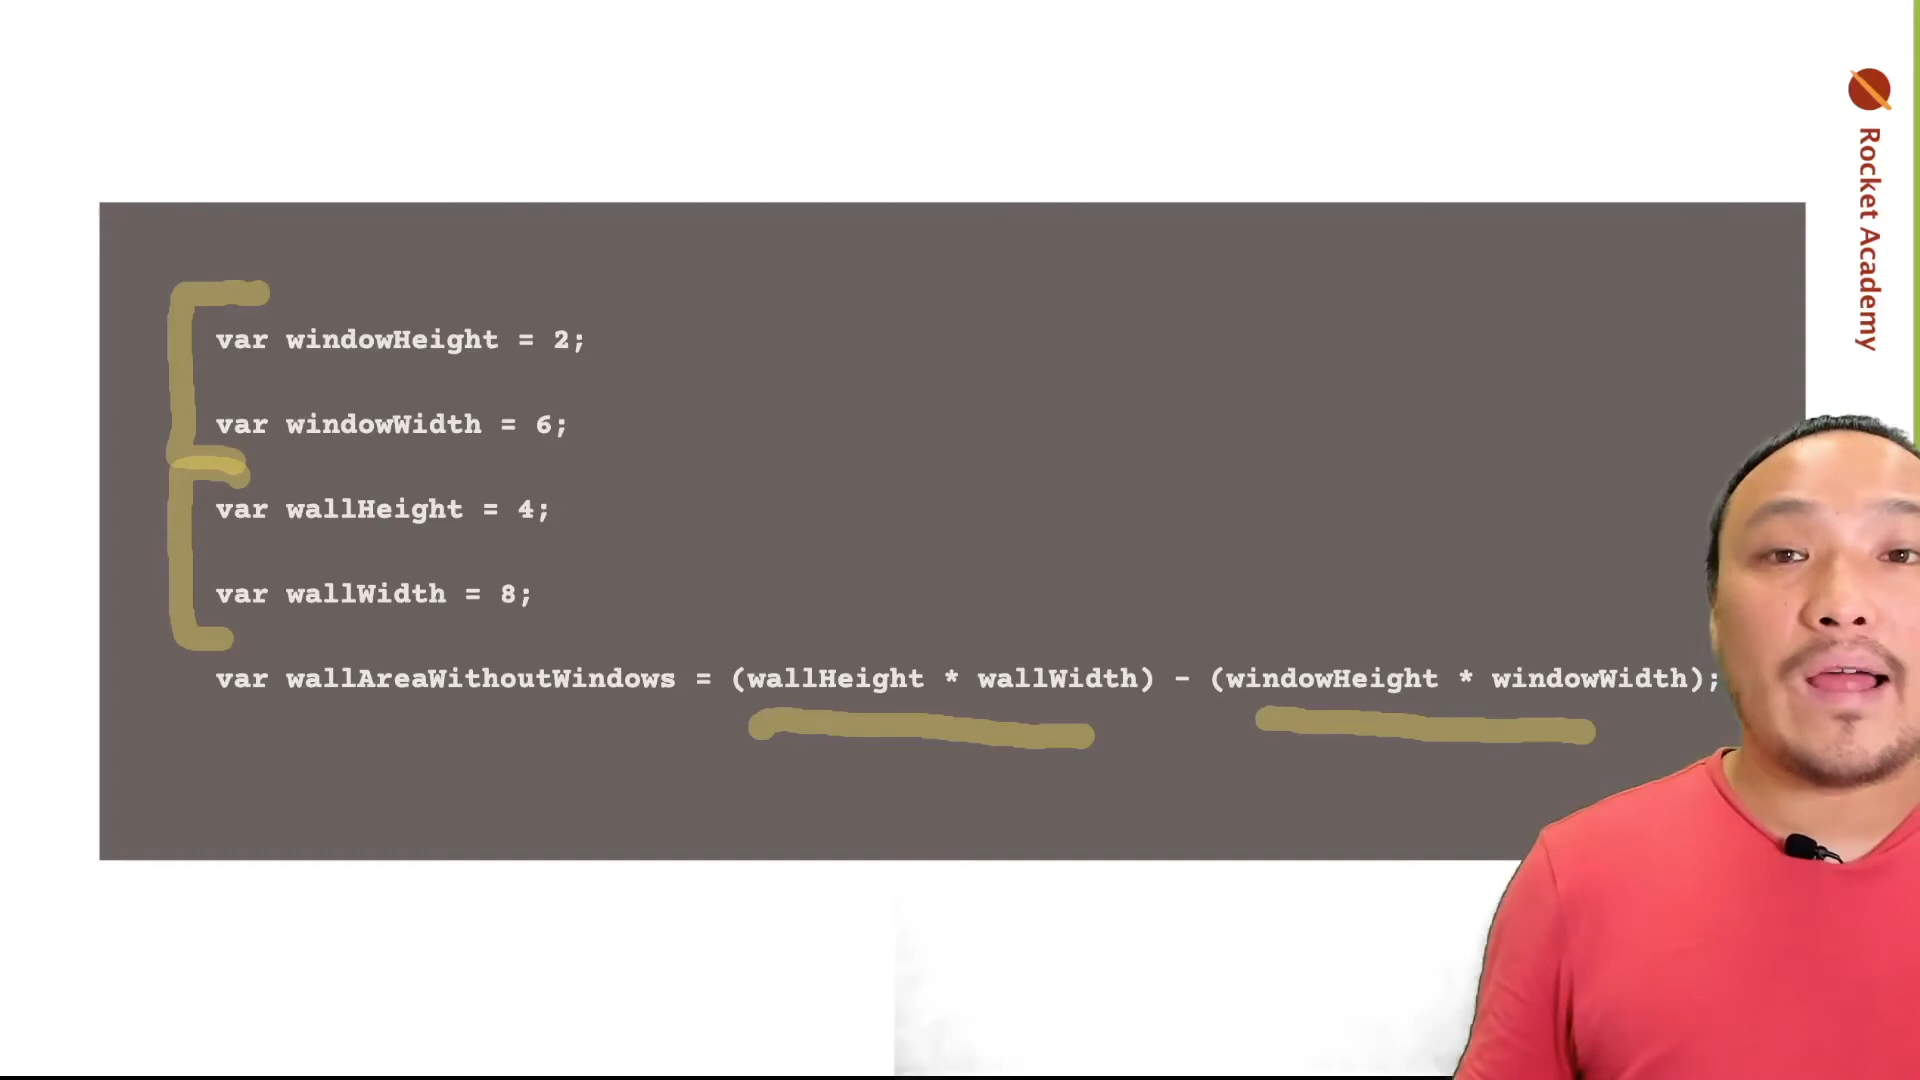 Rocket Academy
var windowHeight = 2;
var windowWidth = 6;
var wallHeight = 4;
var wallWidth = 8;
var wallAreaWithoutWindows = (wallHeight * wallWidth) - (windowHeight * windowWidth);